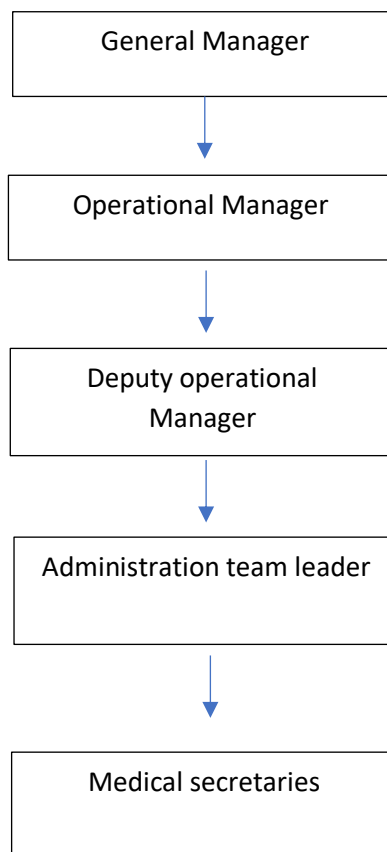 General Manager
Operational Manager
Deputy operational
Manager
Administration team leader
Medical secretaries